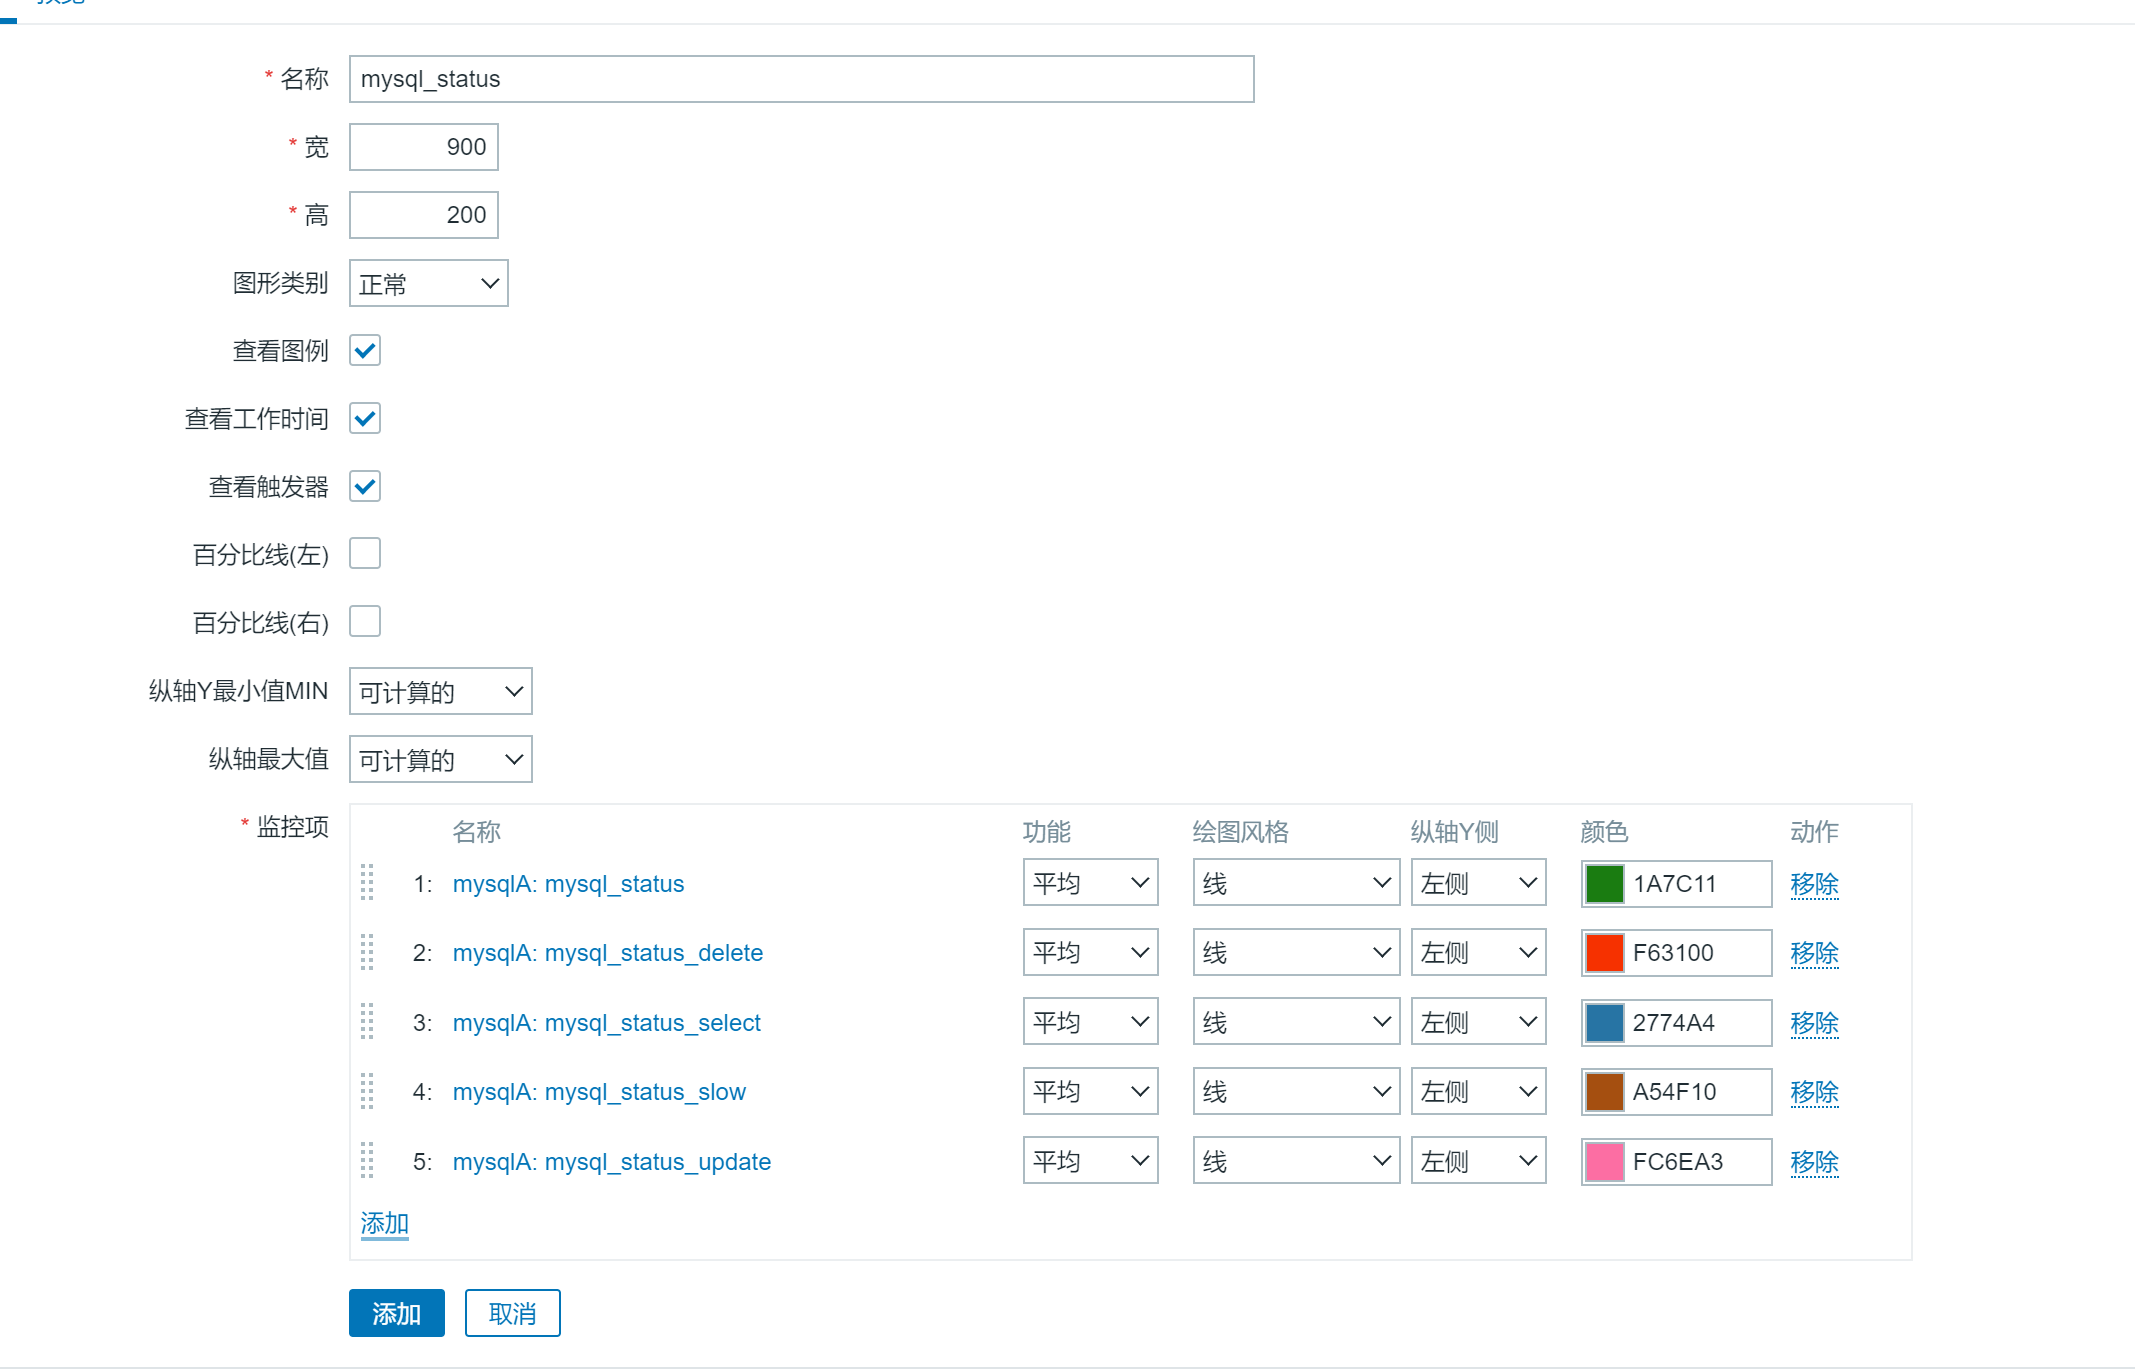 * 名称 mysql_status
* 宽 900
* 高 200
图形类别 正常
查看图例
查看工作时间
查看触发器
百分比线(左)
百分比线(右)
纵轴Y最小值MIN 可计算的
纵轴最大值 可计算的
* 监控项 名称 功能 绘图风格 纵轴Y侧 颜色 动作
1: mysqlA: mysql_status 平均 线 左侧 1A7C11 移除
2: mysqlA: mysql_status_delete 平均 线 左侧 F63100 移除
3: mysqlA: mysql_status_select 平均 线 左侧 2774A4 移除
4: mysqlA: mysql_status_slow 平均 线 左侧 A54F10 移除
5: mysqlA: mysql_status_update 平均 线 左侧 FC6EA3 移除
添加
添加 取消